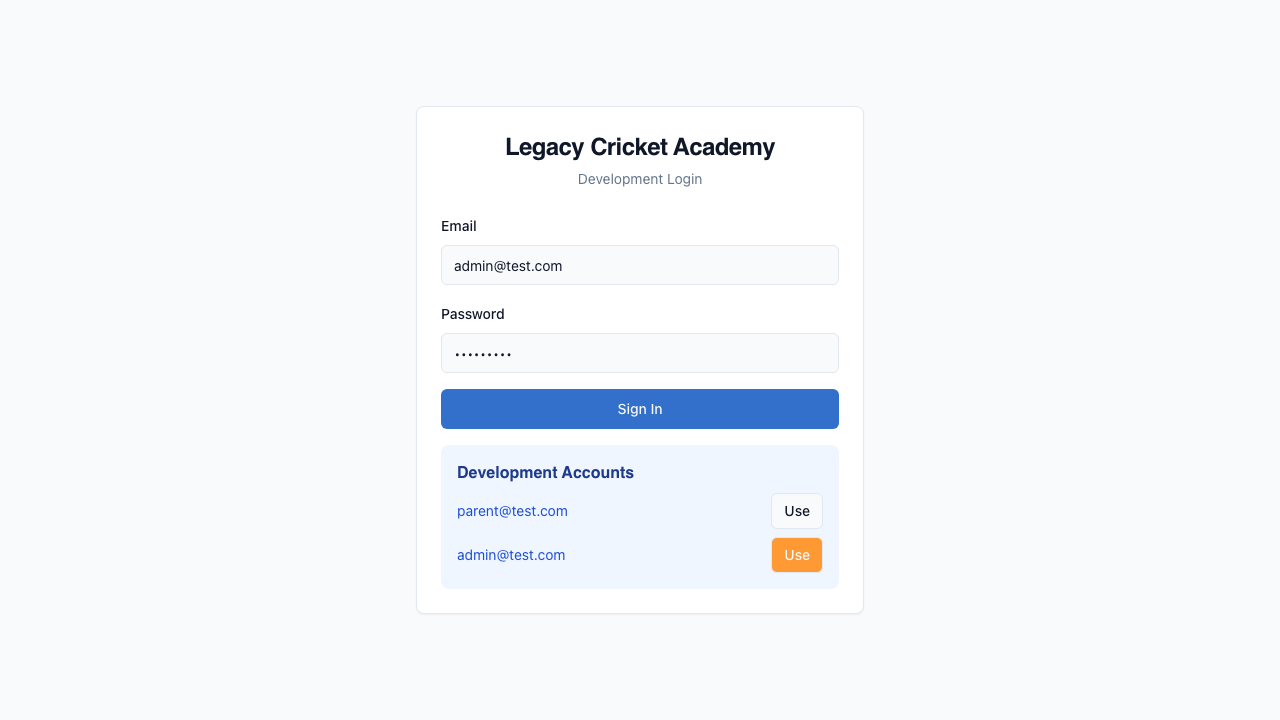 Legacy Cricket Academy
Development Login
Email
admin@test.com
Password
•••••••••
Sign In
Development Accounts
parent@test.com
Use
admin@test.com
Use